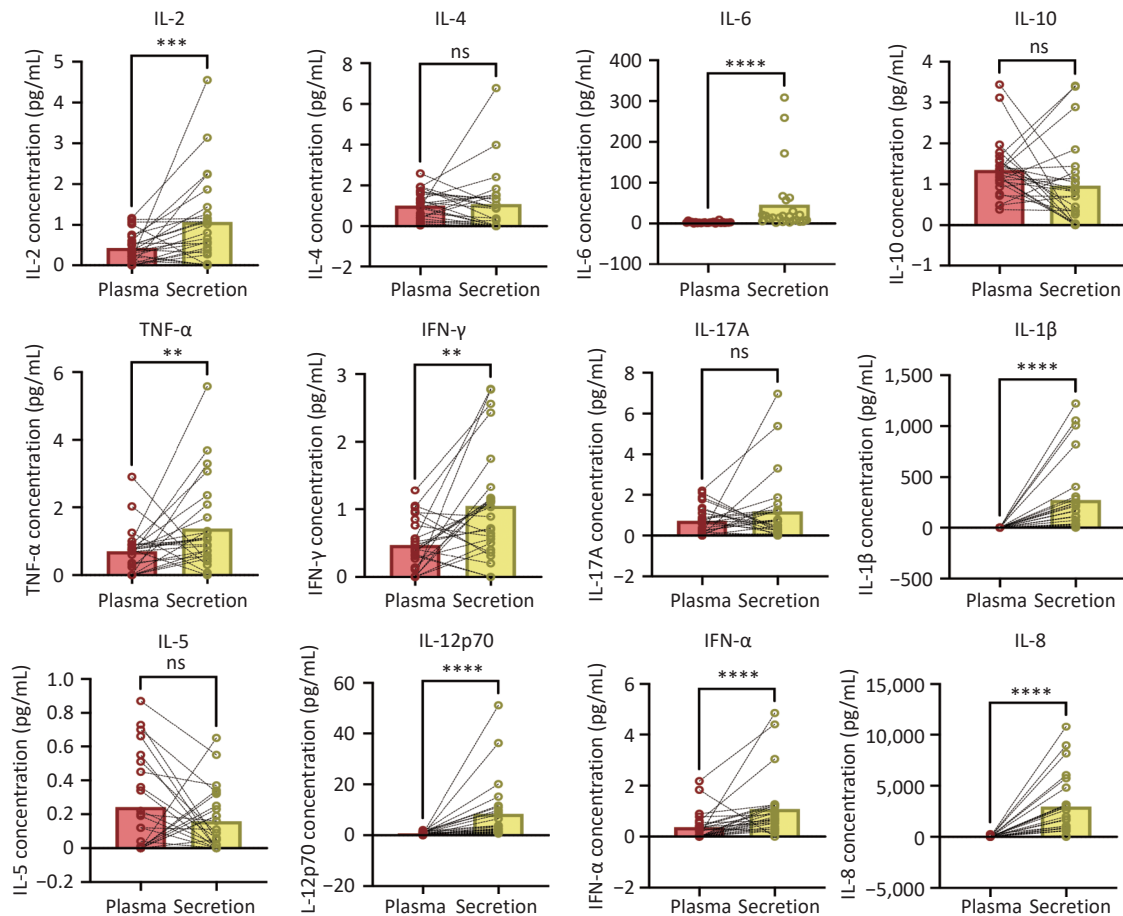 IL-2
***
IL-2 concentration (pg/mL)
5
4
3
2
1
0
Plasma Secretion
IL-4
ns
IL-4 concentration (pg/mL)
8
6
4
2
0
−2
Plasma Secretion
IL-6
****
IL-6 concentration (pg/mL)
400
300
200
100
0
−100
Plasma Secretion
IL-10
ns
IL-10 concentration (pg/mL)
4
3
2
1
0
−1
Plasma Secretion
TNF-α
**
TNF-α concentration (pg/mL)
6
4
2
0
Plasma Secretion
IFN-γ
**
IFN-γ concentration (pg/mL)
3
2
1
0
Plasma Secretion
IL-17A
ns
IL-17A concentration (pg/mL)
8
6
4
2
0
−2
Plasma Secretion
IL-1β
****
IL-1β concentration (pg/mL)
1,500
1,000
500
0
−500
Plasma Secretion
IL-5
ns
IL-5 concentration (pg/mL)
1.0
0.8
0.6
0.4
0.2
0
−0.2
Plasma Secretion
IL-12p70
****
L-12p70 concentration (pg/mL)
60
40
20
0
−20
Plasma Secretion
IFN-α
****
IFN-α concentration (pg/mL)
6
4
2
0
−2
Plasma Secretion
IL-8
****
IL-8 concentration (pg/mL)
15,000
10,000
5,000
0
−5,000
Plasma Secretion